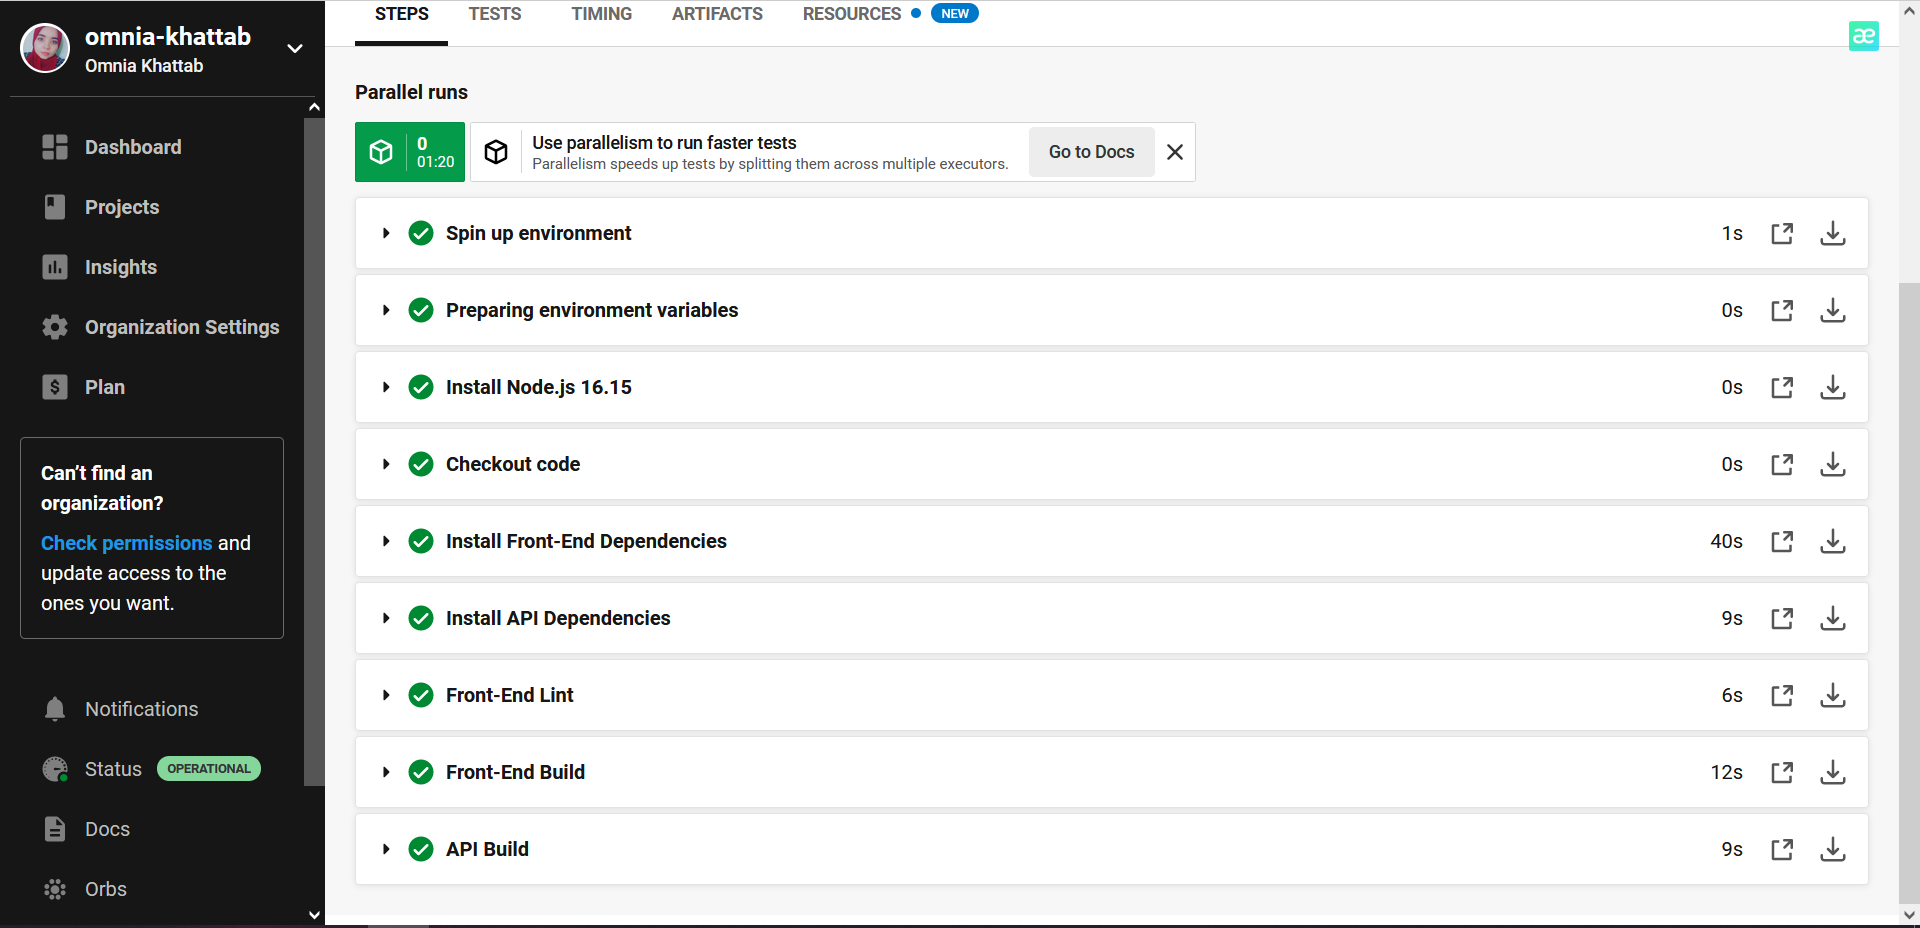 omnia-khattab
Omnia Khattab
Dashboard
Projects
Insights
Organization Settings
Plan
Can't find an
organization?
Check permissions and
update access to the
ones you want.
Notifications
Status OPERATIONAL
Docs
Orbs
STEPS TESTS TIMING ARTIFACTS RESOURCES NEW
æ
Parallel runs
0
01:20
Use parallelism to run faster tests
Parallelism speeds up tests by splitting them across multiple executors.
Go to Docs
Spin up environment 1s
Preparing environment variables 0s
Install Node.js 16.15 0s
Checkout code 0s
Install Front-End Dependencies 40s
Install API Dependencies 9s
Front-End Lint 6s
Front-End Build 12s
API Build 9s